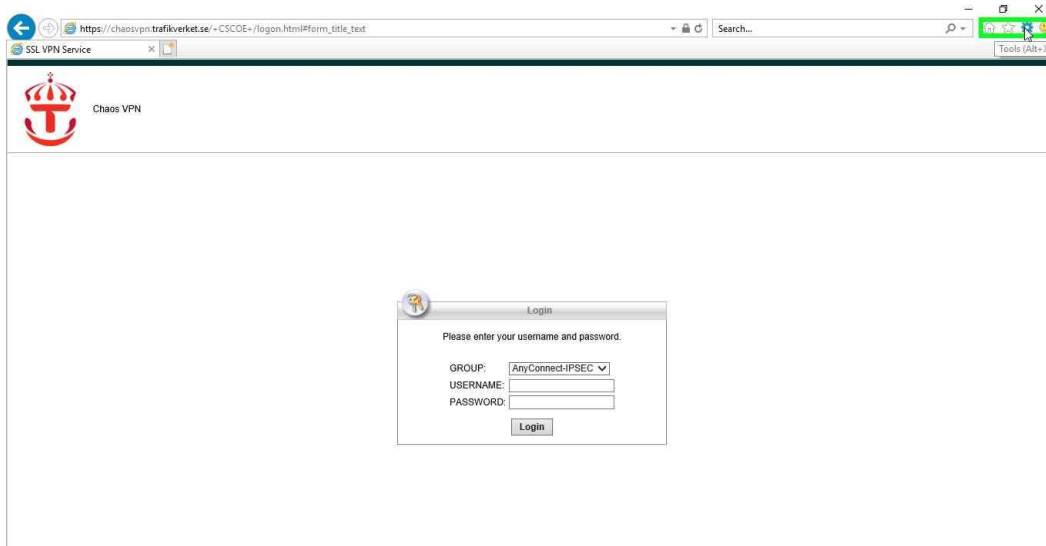 https://chaosvpn.trafikverket.se/+CSCOE+/logon.html#form_title_text
Search...
SSL VPN Service
Tools (Alt+
Chaos VPN
Login
Please enter your username and password.
GROUP: AnyConnect-IPSEC
USERNAME:
PASSWORD:
Login